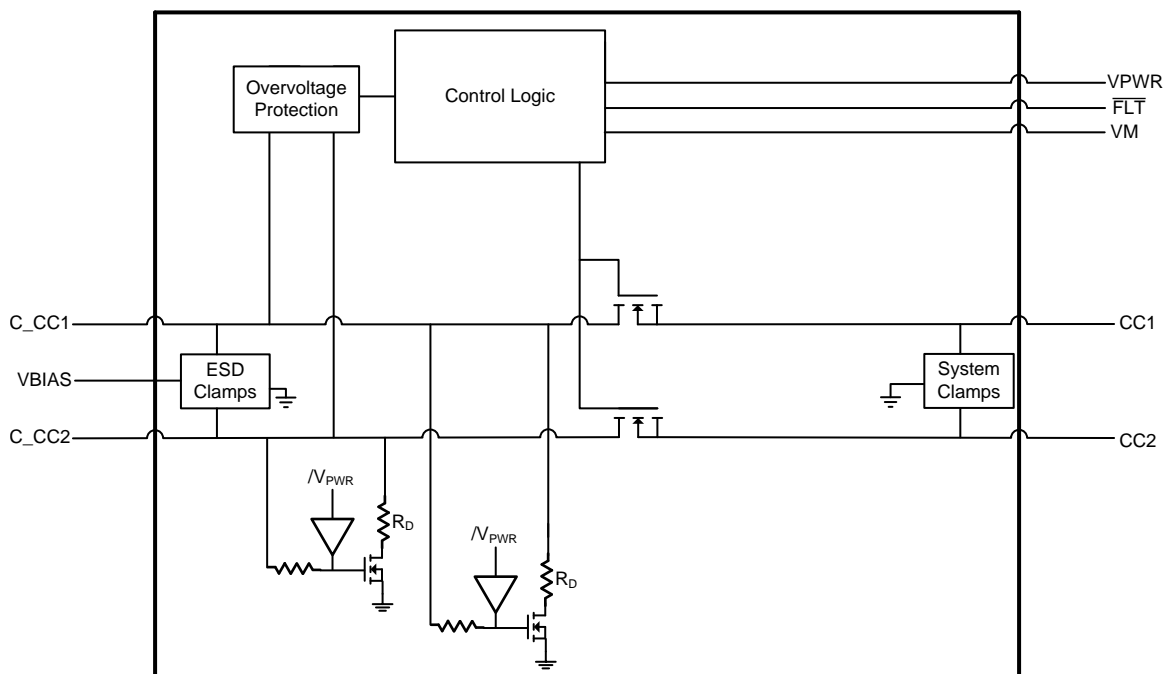 Overvoltage
Protection
Control Logic
VPWR
FLT
VM
C_CC1
CC1
VBIAS
ESD
Clamps
System
Clamps
C_CC2
CC2
/VPWR
RD
/VPWR
RD